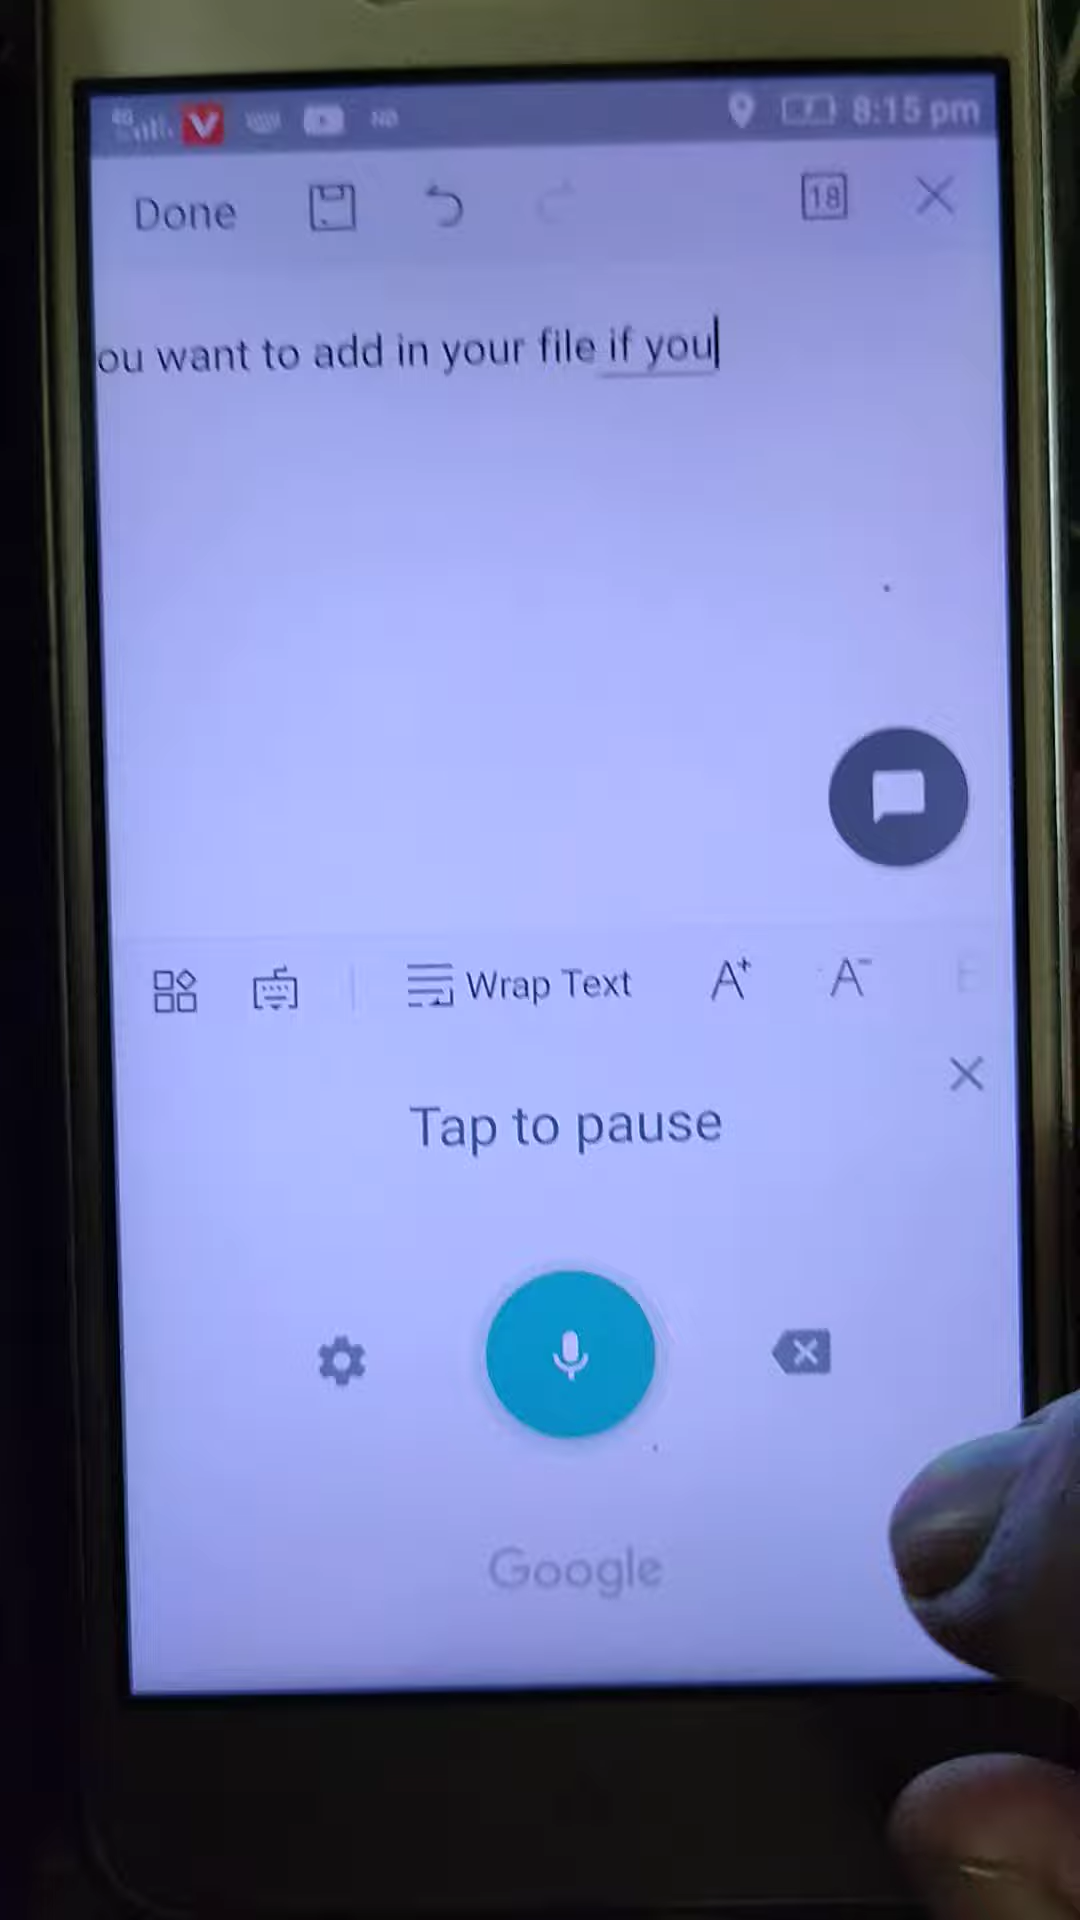 8:15 pm
Done
18
ou want to add in your file if you
Wrap Text A+ A-
Tap to pause
Google